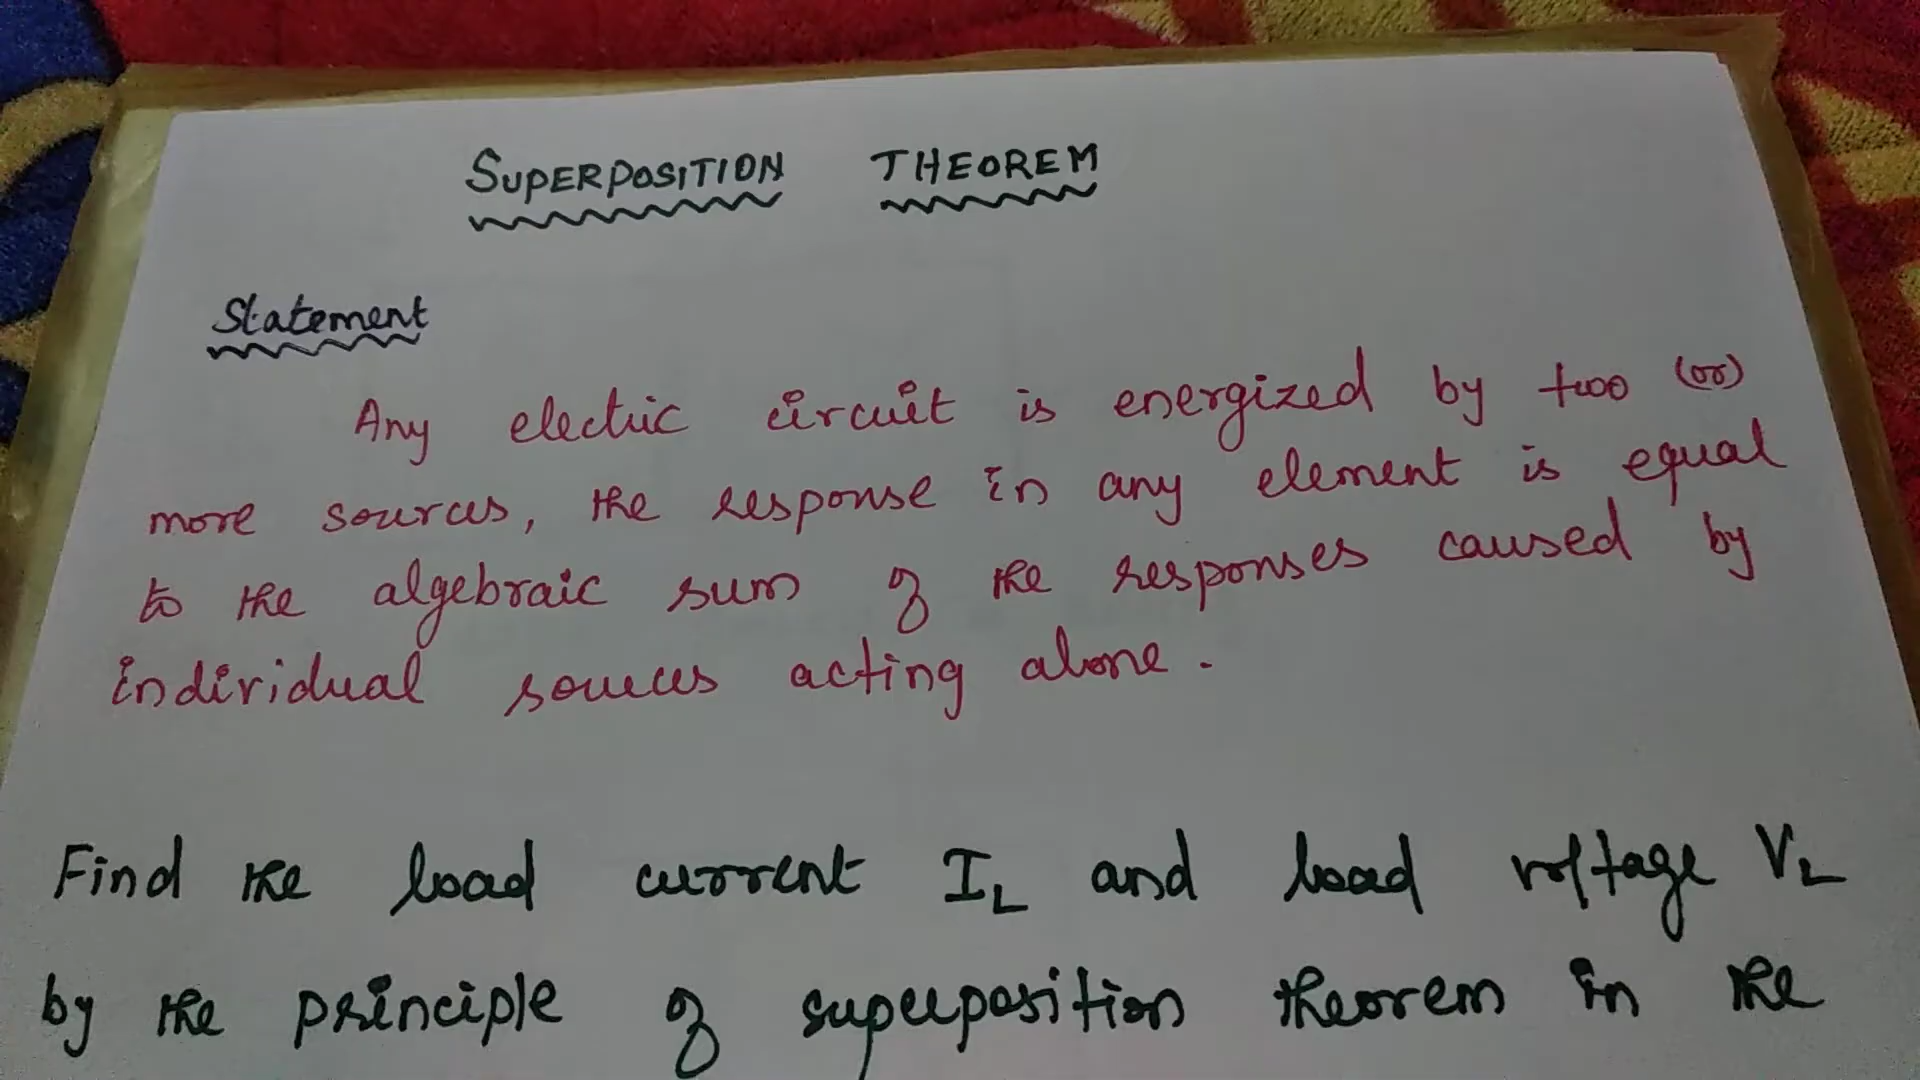 SUPERPOSITION THEOREM
Statement
Any electric circuit is energized by two (or)
more sources, the response in any element is equal
to the algebraic sum of the responses caused by
individual sources acting alone.
Find the load current IL and load voltage VL
by the principle of superposition theorem in the